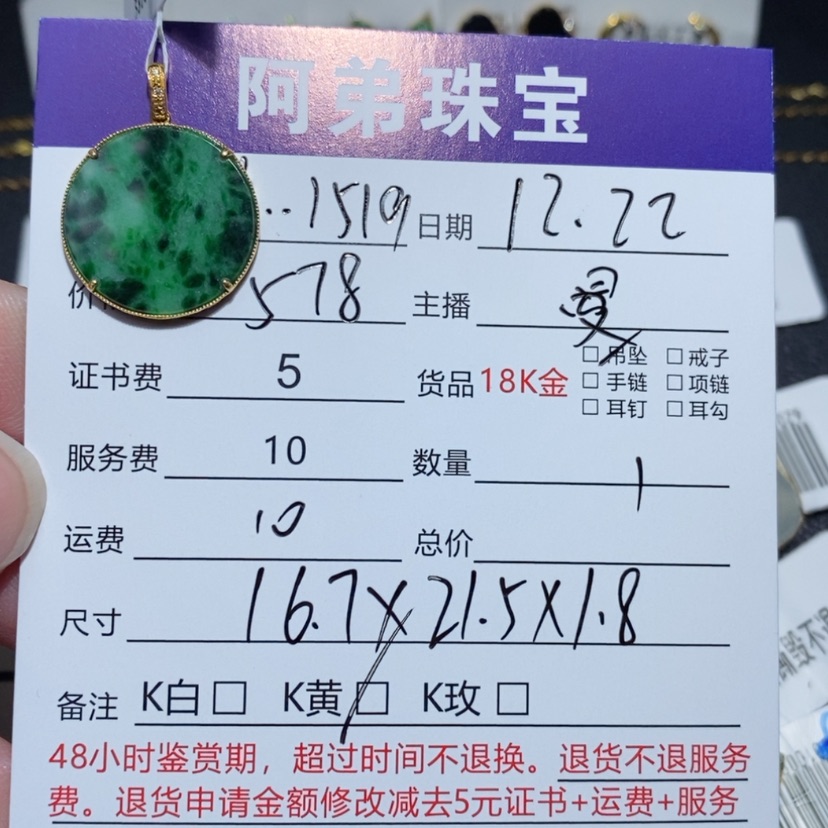 阿弟珠宝
..1519 日期 12.22
价 578 主播 曼
证书费 5 货品 18K金 □ 吊坠 □ 戒子
□ 手链 □ 项链
□ 耳钉 □ 耳勾
服务费 10 数量 1
运费 10 总价
尺寸 16.7X21.5X1.8
备注 K白 □ K黄 □ K玫 □
48小时鉴赏期，超过时间不退换。退货不退服务
费。退货申请金额修改减去5元证书+运费+服务
毁不退